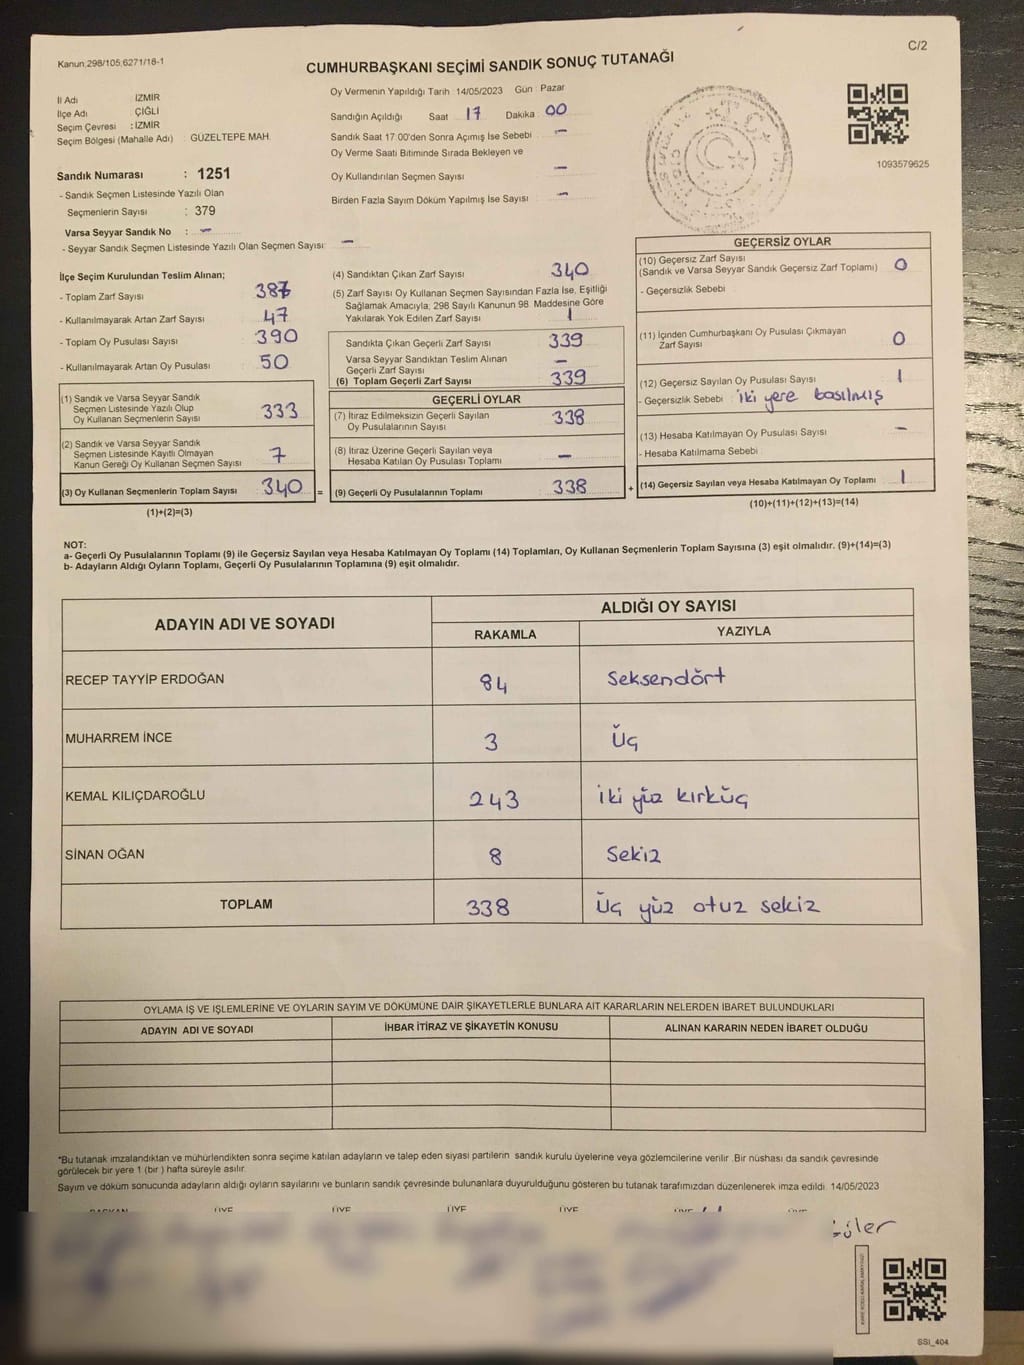 C/2
Kanun 298/105,6271/18-1
CUMHURBAŞKANI SEÇİMİ SANDIK SONUÇ TUTANAĞI
İl Adı İZMİR
İlçe Adı ÇİĞLİ
Seçim Çevresi : İZMİR
Seçim Bölgesi (Mahalle Adı) : GÜZELTEPE MAH.
Sandık Numarası : 1251
- Sandık Seçmen Listesinde Yazılı Olan
Seçmenlerin Sayısı : 379
Varsa Seyyar Sandık No : -
- Seyyar Sandık Seçmen Listesinde Yazılı Olan Seçmen Sayısı: -
Oy Vermenin Yapıldığı Tarih :14/05/2023 Gün : Pazar
Sandığın Açıldığı Saat 17 Dakika : 00
Sandık Saat 17:00'den Sonra Açımış İse Sebebi : -
Oy Verme Saati Bitiminde Sırada Bekleyen ve
Oy Kullandırılan Seçmen Sayısı : -
Birden Fazla Sayım Döküm Yapılmış İse Sayısı : -
1093579625
İlçe Seçim Kurulundan Teslim Alınan;
- Toplam Zarf Sayısı : 387
- Kullanılmayarak Artan Zarf Sayısı : 47
- Toplam Oy Pusulası Sayısı : 390
- Kullanılmayarak Artan Oy Pusulası : 50
(1) Sandık ve Varsa Seyyar Sandık
Seçmen Listesinde Yazılı Olup
Oy Kullanan Seçmenlerin Sayısı : 333
(2) Sandık ve Varsa Seyyar Sandık
Seçmen Listesinde Kayıtlı Olmayan
Kanun Gereği Oy Kullanan Seçmen Sayısı : 7
(3) Oy Kullanan Seçmenlerin Toplam Sayısı : 340 =
(1)+(2)=(3)
(4) Sandıktan Çıkan Zarf Sayısı : 340
(5) Zarf Sayısı Oy Kullanan Seçmen Sayısından Fazla İse, Eşitliği
Sağlamak Amacıyla, 298 Sayılı Kanunun 98. Maddesine Göre
Yakılarak Yok Edilen Zarf Sayısı : 1
Sandıkta Çıkan Geçerli Zarf Sayısı : 339
Varsa Seyyar Sandıktan Teslim Alınan
Geçerli Zarf Sayısı : -
(6) Toplam Geçerli Zarf Sayısı : 339
GEÇERLİ OYLAR
(7) İtiraz Edilmeksizin Geçerli Sayılan
Oy Pusulalarının Sayısı : 338
(8) İtiraz Üzerine Geçerli Sayılan veya
Hesaba Katılan Oy Pusulası Toplamı : -
(9) Geçerli Oy Pusulalarının Toplamı : 338 +
GEÇERSİZ OYLAR
(10) Geçersiz Zarf Sayısı
(Sandık ve Varsa Seyyar Sandık Geçersiz Zarf Toplamı) : 0
- Geçersizlik Sebebi
(11) İçinden Cumhurbaşkanı Oy Pusulası Çıkmayan
Zarf Sayısı : 0
(12) Geçersiz Sayılan Oy Pusulası Sayısı : 1
- Geçersizlik Sebebi : iki yere basılmış
(13) Hesaba Katılmayan Oy Pusulası Sayısı : -
- Hesaba Katılmama Sebebi
(14) Geçersiz Sayılan veya Hesaba Katılmayan Oy Toplamı : 1
(10)+(11)+(12)+(13)=(14)
NOT:
a- Geçerli Oy Pusulalarının Toplamı (9) ile Geçersiz Sayılan veya Hesaba Katılmayan Oy Toplamı (14) Toplamları, Oy Kullanan Seçmenlerin Toplam Sayısına (3) eşit olmalıdır. (9)+(14)=(3)
b- Adayların Aldığı Oyların Toplamı, Geçerli Oy Pusulalarının Toplamına (9) eşit olmalıdır.
ADAYIN ADI VE SOYADI
ALDIĞI OY SAYISI
RAKAMLA YAZIYLA
RECEP TAYYİP ERDOĞAN 84 Seksendört
MUHARREM İNCE 3 Üç
KEMAL KILIÇDAROĞLU 243 iki yüz kırküç
SİNAN OĞAN 8 Sekiz
TOPLAM 338 Üç yüz otuz sekiz
OYLAMA İŞ VE İŞLEMLERİNE VE OYLARIN SAYIM VE DÖKÜMÜNE DAİR ŞİKAYETLERLE BUNLARA AİT KARARLARIN NELERDEN İBARET BULUNDUKLARI
ADAYIN ADI VE SOYADI İHBAR İTİRAZ VE ŞİKAYETİN KONUSU ALINAN KARARIN NEDEN İBARET OLDUĞU
*Bu tutanak imzalandıktan ve mühürlendikten sonra seçime katılan adayların ve talep eden siyasi partilerin sandık kurulu üyelerine veya gözlemcilerine verilir. Bir nüshası da sandık çevresinde
görülecek bir yere 1 (bir ) hafta süreyle asılır.
Sayım ve döküm sonucunda adayların aldığı oyların sayılarını ve bunların sandık çevresinde bulunanlara duyurulduğunu gösteren bu tutanak tarafımızdan düzenlenerek imza edildi. 14/05/2023
BAŞKAN ÜYE ÜYE ÜYE ÜYE ÜYE ÜYE
SSI_404